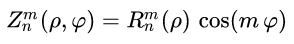 Z_n^m(ρ, φ) = R_n^m(ρ) cos(m φ)